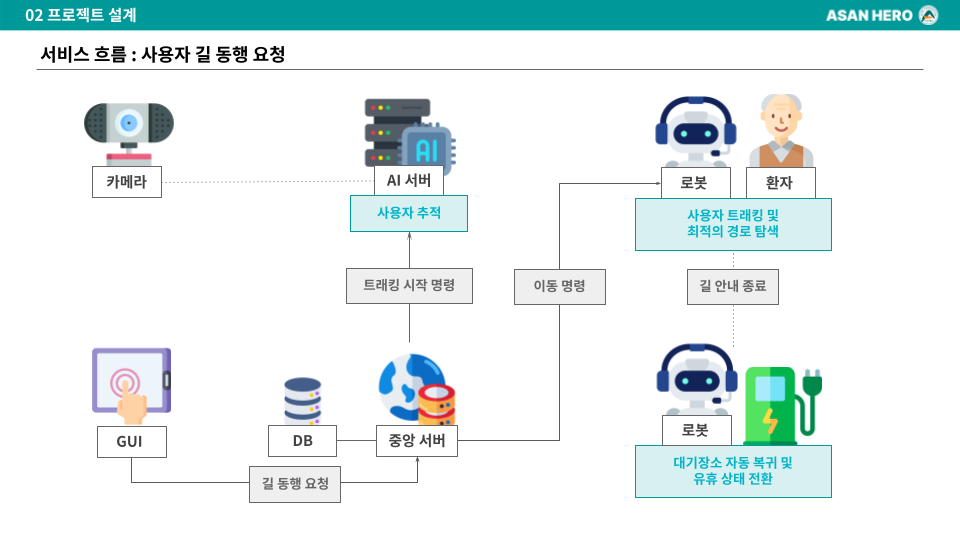 02 프로젝트 설계
ASAN HERO
서비스 흐름 : 사용자 길 동행 요청
카메라
AI
AI 서버
사용자 추적
로봇
환자
사용자 트래킹 및
최적의 경로 탐색
트래킹 시작 명령
이동 명령
길 안내 종료
GUI
DB
중앙 서버
로봇
길 동행 요청
대기장소 자동 복귀 및
유휴 상태 전환